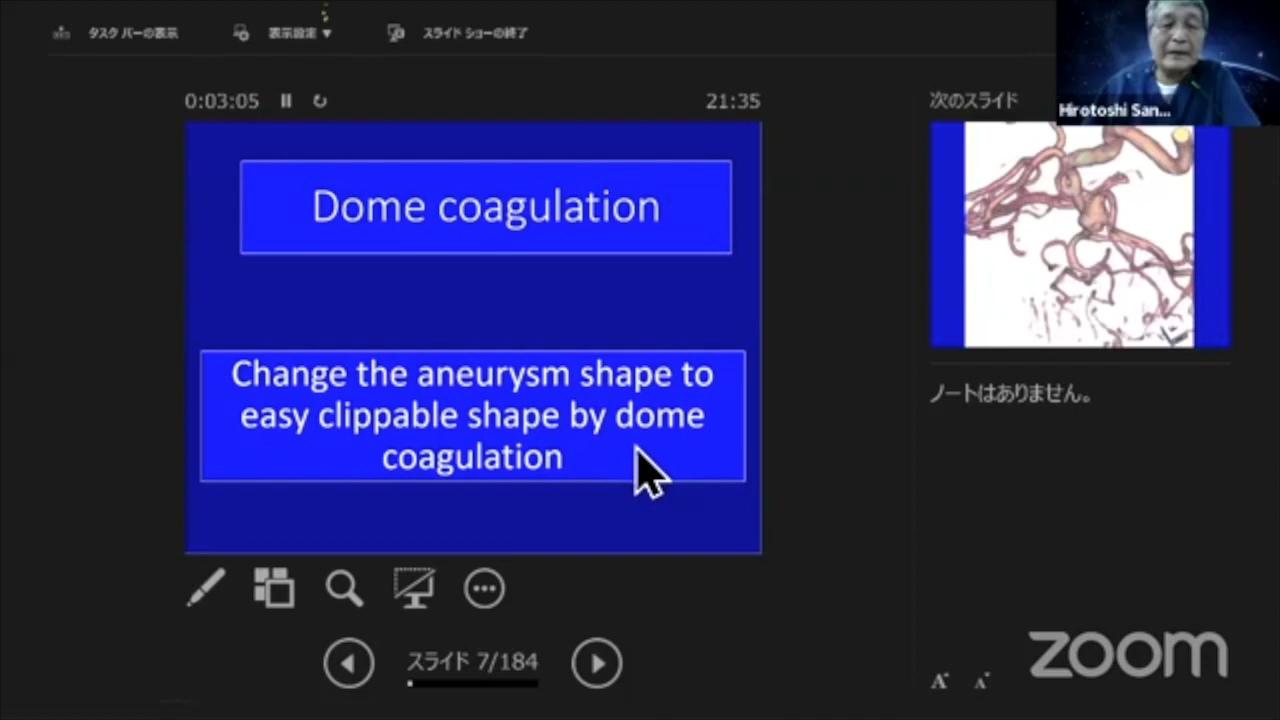 タスク バーの表示
表示設定 ▼
スライド ショーの終了
0:03:05
21:35
次のスライド
Hirotoshi San...
Dome coagulation
Change the aneurysm shape to
easy clippable shape by dome
coagulation
ノートはありません。
スライド 7/184
A A
zoom